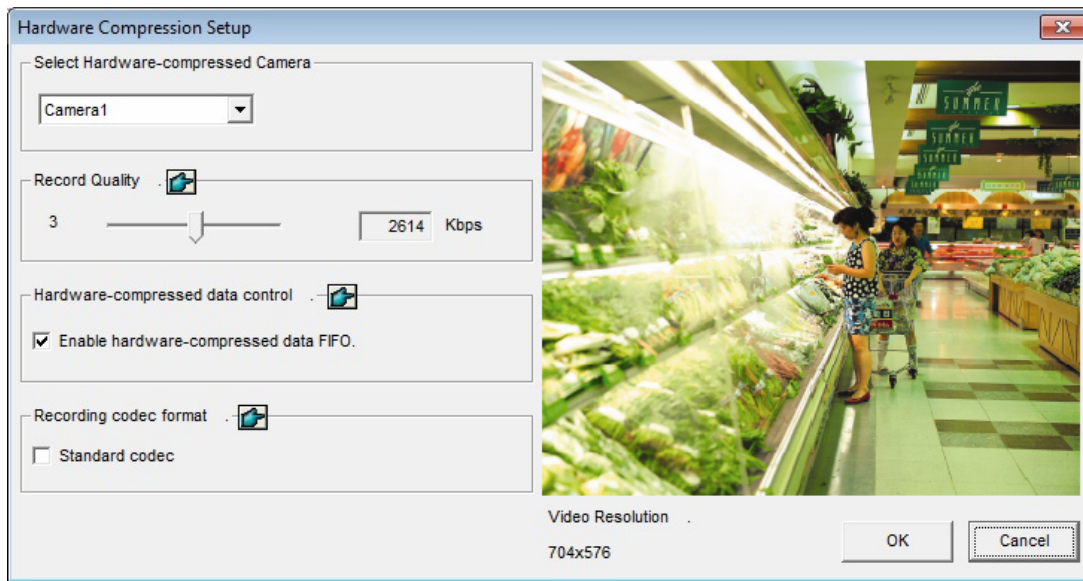 Hardware Compression Setup
Select Hardware-compressed Camera
Camera1
Record Quality .
3
2614 Kbps
Hardware-compressed data control .
Enable hardware-compressed data FIFO.
Recording codec format .
Standard codec
SUMMER
SUMMER
Video Resolution .
704x576
OK
Cancel